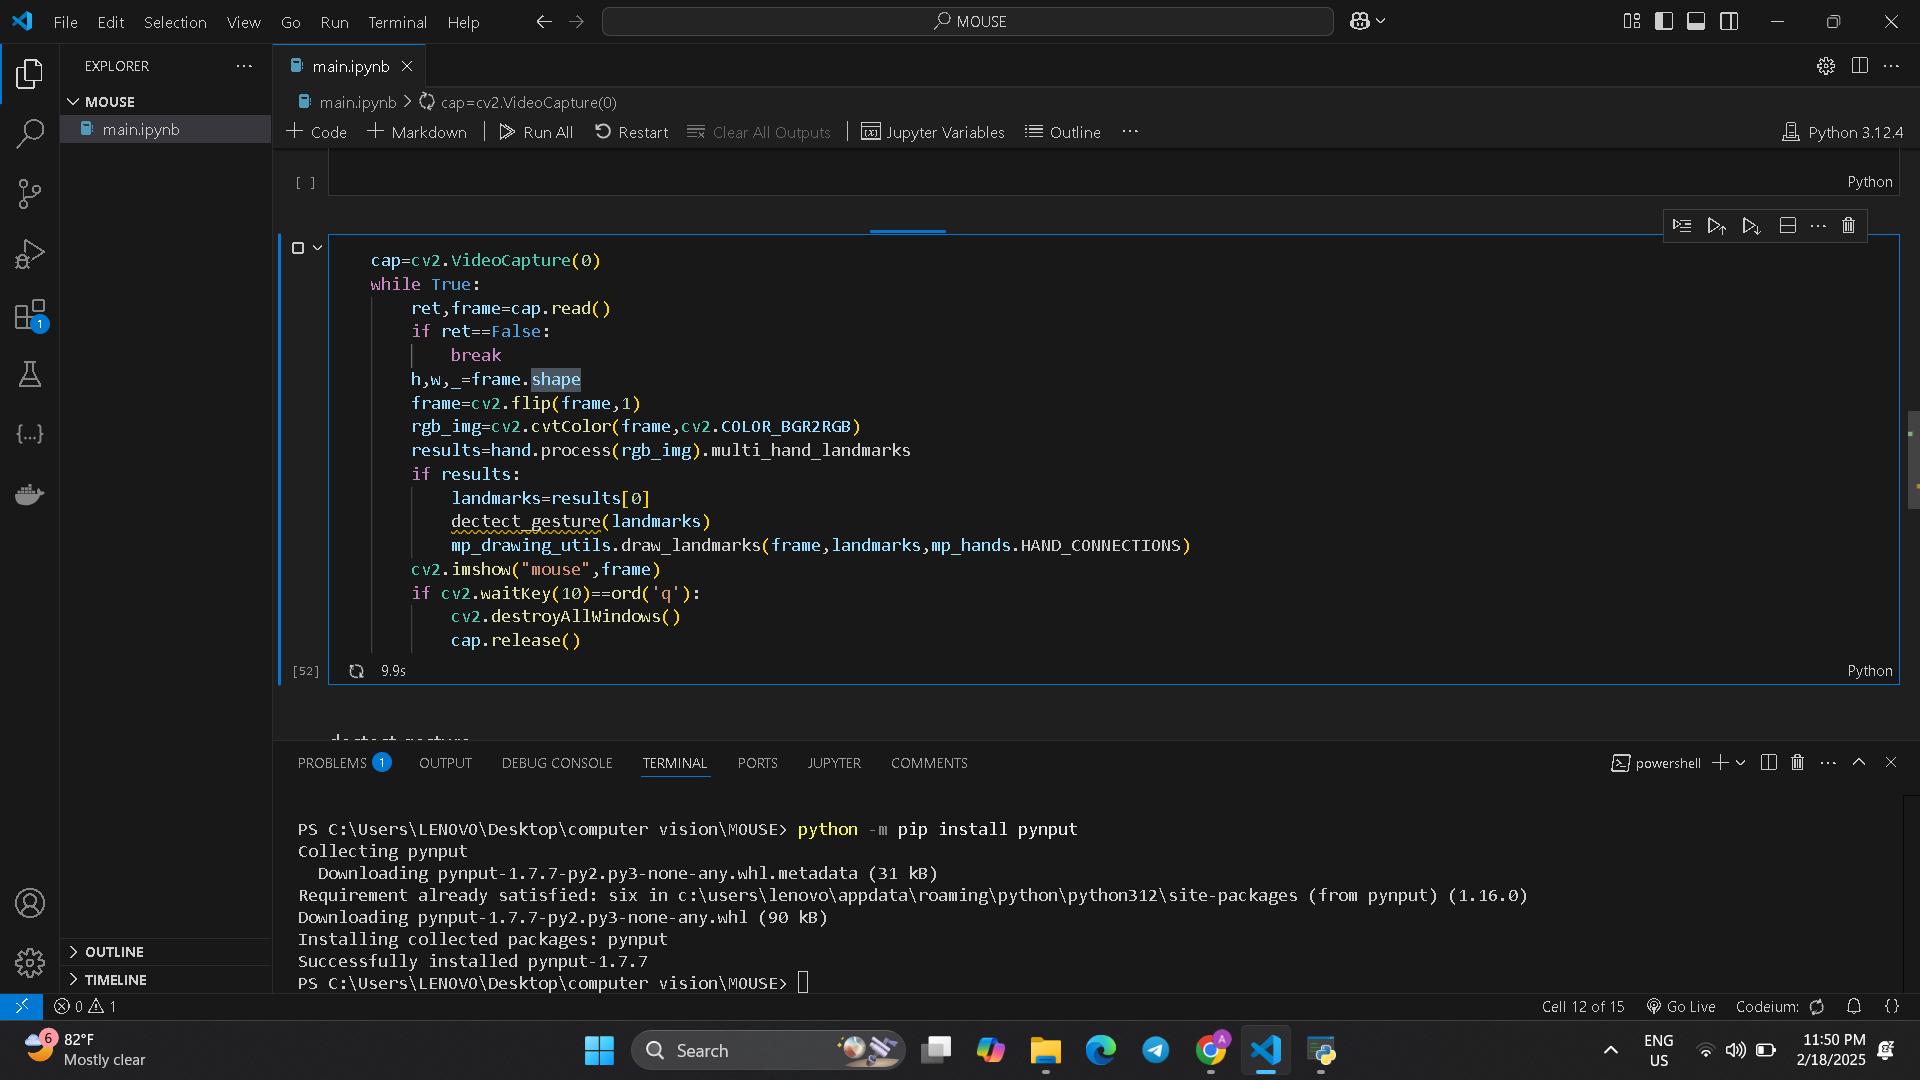 File Edit Selection View Go Run Terminal Help
MOUSE
EXPLORER
MOUSE
main.ipynb
OUTLINE
TIMELINE
1
main.ipynb
main.ipynb > cap=cv2.VideoCapture(0)
Code Markdown Run All Restart Clear All Outputs Jupyter Variables Outline
Python 3.12.4
[ ]
Python
cap=cv2.VideoCapture(0)
while True:
ret,frame=cap.read()
if ret==False:
break
h,w,_=frame.shape
frame=cv2.flip(frame,1)
rgb_img=cv2.cvtColor(frame,cv2.COLOR_BGR2RGB)
results=hand.process(rgb_img).multi_hand_landmarks
if results:
landmarks=results[0]
dectect_gesture(landmarks)
mp_drawing_utils.draw_landmarks(frame,landmarks,mp_hands.HAND_CONNECTIONS)
cv2.imshow("mouse",frame)
if cv2.waitKey(10)==ord('q'):
cv2.destroyAllWindows()
cap.release()
[52] 9.9s Python
PROBLEMS 1 OUTPUT DEBUG CONSOLE TERMINAL PORTS JUPYTER COMMENTS
powershell
PS C:\Users\LENOVO\Desktop\computer vision\MOUSE> python -m pip install pynput
Collecting pynput
Downloading pynput-1.7.7-py2.py3-none-any.whl.metadata (31 kB)
Requirement already satisfied: six in c:\users\lenovo\appdata\roaming\python\python312\site-packages (from pynput) (1.16.0)
Downloading pynput-1.7.7-py2.py3-none-any.whl (90 kB)
Installing collected packages: pynput
Successfully installed pynput-1.7.7
PS C:\Users\LENOVO\Desktop\computer vision\MOUSE>
0 1
Cell 12 of 15 Go Live Codeium: {}
6 82°F
Mostly clear
Search
ENG
US
11:50 PM
2/18/2025